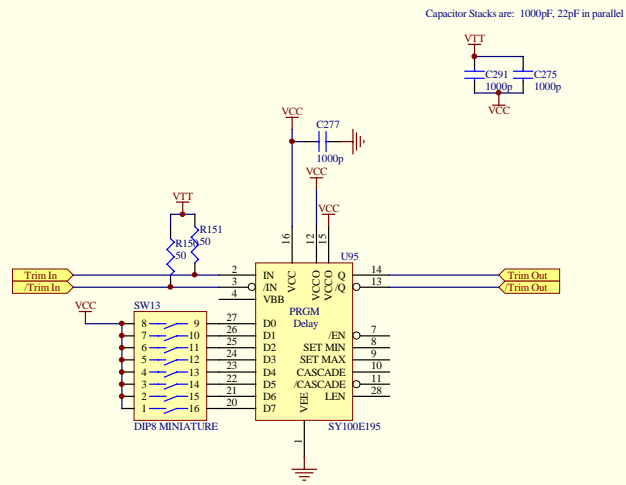 Capacitor Stacks are: 1000pF, 22pF in parallel
VTT
C291
1000p
C275
1000p
VCC
VCC
C277
1000p
VCC
VCC
VTT
R150
50
R151
50
16
12
15
U95
Trim In
/Trim In
2
3
4
IN
/IN
VBB
VCC
VCCO
VCCO
Q
/Q
14
13
Trim Out
/Trim Out
PRGM
Delay
VCC
SW13
8 9
7 10
6 11
5 12
4 13
3 14
2 15
1 16
27 D0
26 D1
25 D2
24 D3
23 D4
22 D5
21 D6
20 D7
/EN 7
SET MIN 8
SET MAX 9
CASCADE 10
/CASCADE 11
LEN 28
VEE
DIP8 MINIATURE
SY100E195
1